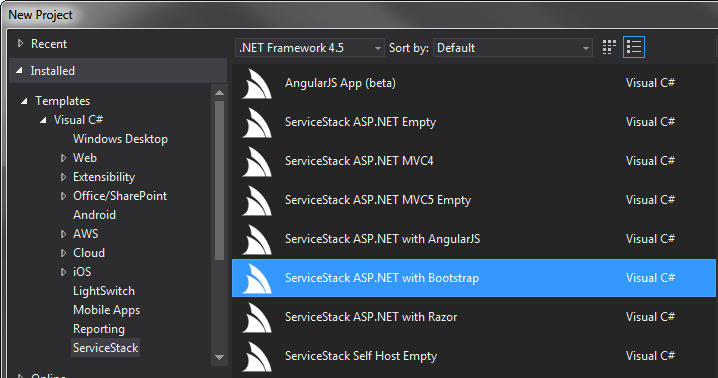 New Project
Recent
Installed
Templates
Visual C#
Windows Desktop
Web
Extensibility
Office/SharePoint
Android
AWS
Cloud
iOS
LightSwitch
Mobile Apps
Reporting
ServiceStack
Online
.NET Framework 4.5 Sort by: Default
AngularJS App (beta) Visual C#
ServiceStack ASP.NET Empty Visual C#
ServiceStack ASP.NET MVC4 Visual C#
ServiceStack ASP.NET MVC5 Empty Visual C#
ServiceStack ASP.NET with AngularJS Visual C#
ServiceStack ASP.NET with Bootstrap Visual C#
ServiceStack ASP.NET with Razor Visual C#
ServiceStack Self Host Empty Visual C#